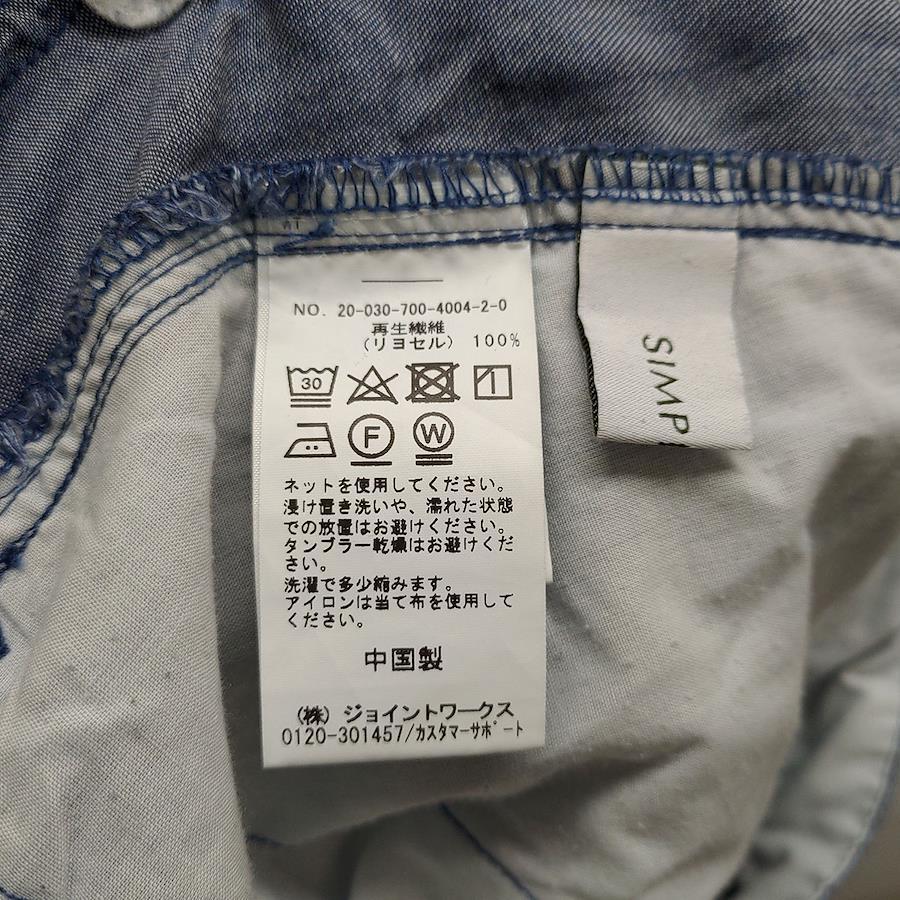 NO. 20-030-700-4004-2-0
再生繊維
(リヨセル) 100%
30
F
W
ネットを使用してください。
浸け置き洗いや、濡れた状態
での放置はお避けください。
タンブラー乾燥はお避けくだ
さい。
洗濯で多少縮みます。
アイロンは当て布を使用して
ください。
中国製
(株) ジョイントワークス
0120-301457/カスタマーサポート
SIMP